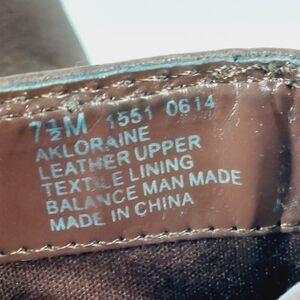 7½M 1551 0614
AKLORAINE
LEATHER UPPER
TEXTILE LINING
BALANCE MAN MADE
MADE IN CHINA